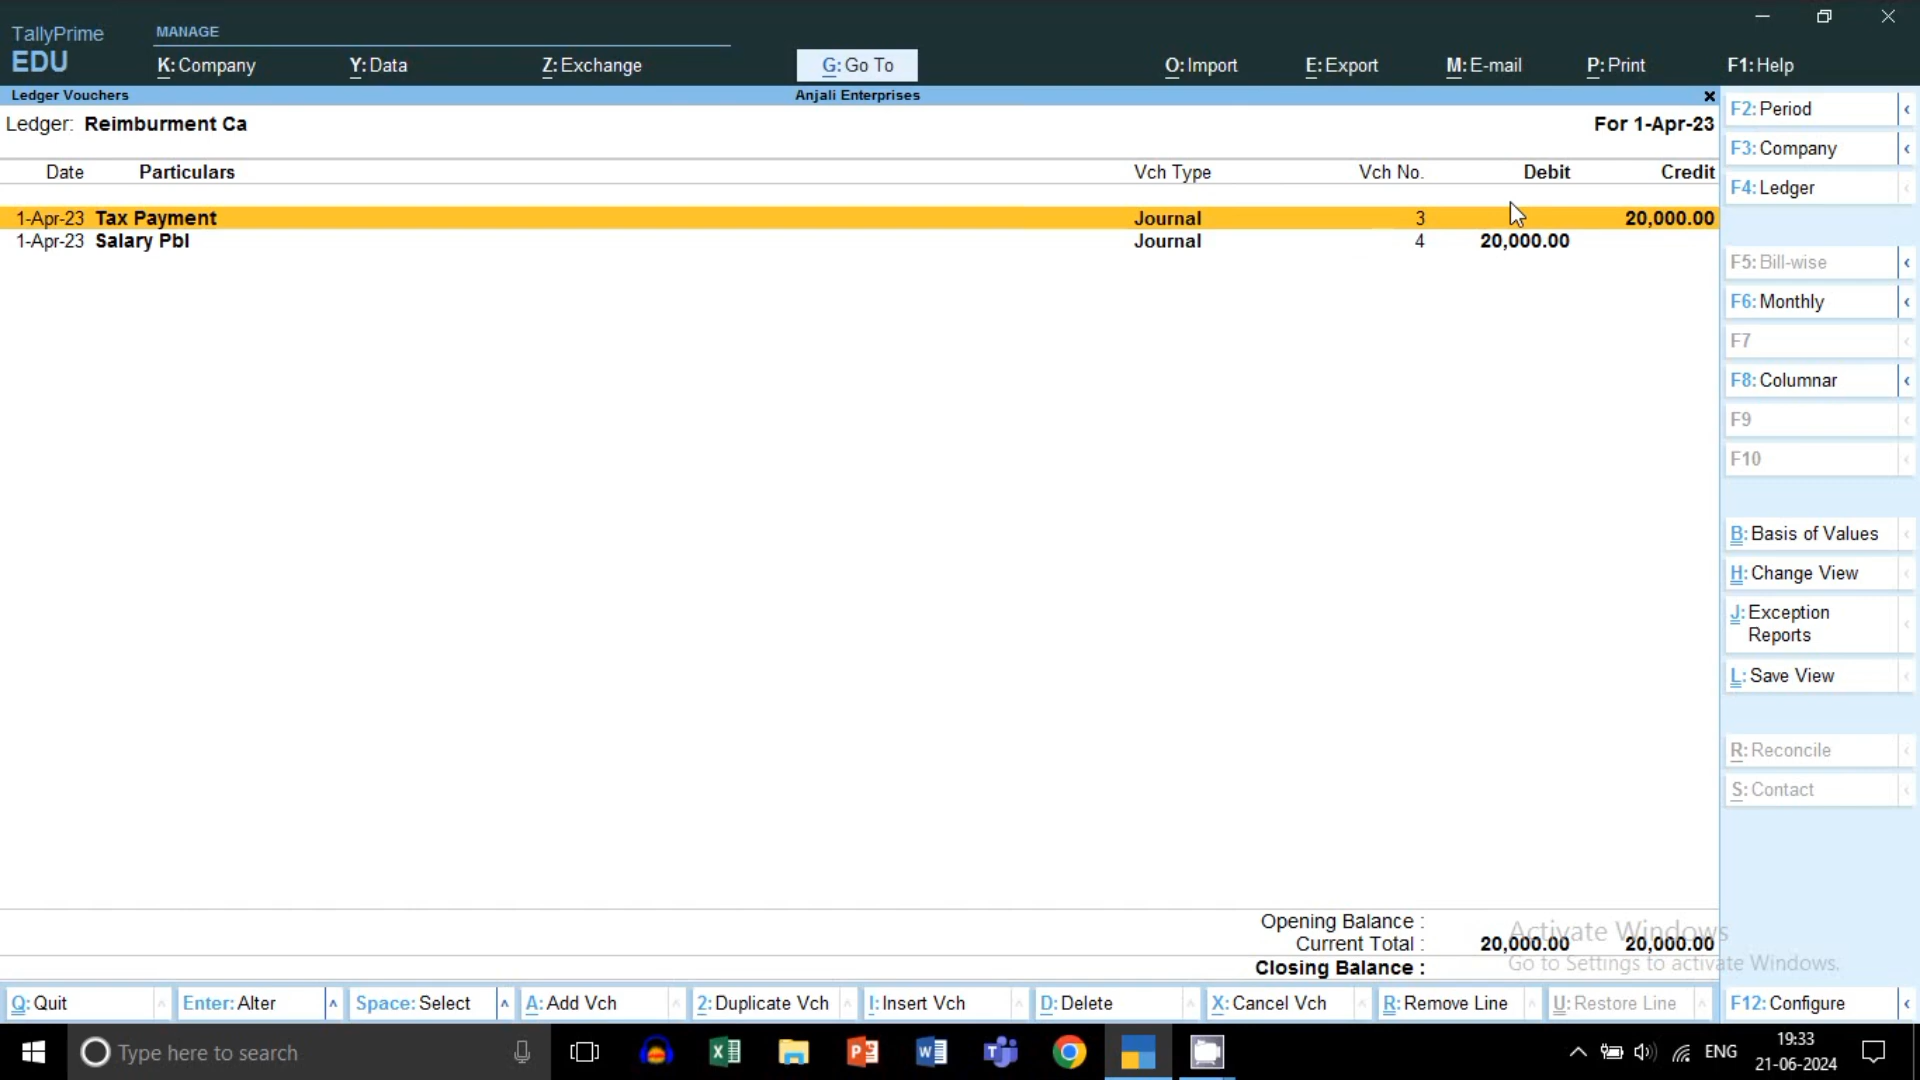 TallyPrime
EDU
MANAGE
K: Company
Y: Data
Z: Exchange
G: Go To
O: Import
E: Export
M: E-mail
P: Print
F1: Help
Ledger Vouchers
Anjali Enterprises
Ledger: Reimburment Ca
For 1-Apr-23
Date Particulars Vch Type Vch No. Debit Credit
1-Apr-23 Tax Payment Journal 3 20,000.00
1-Apr-23 Salary Pbl Journal 4 20,000.00
Opening Balance :
Current Total : 20,000.00 20,000.00
Closing Balance :
F2: Period
F3: Company
F4: Ledger
F5: Bill-wise
F6: Monthly
F7
F8: Columnar
F9
F10
B: Basis of Values
H: Change View
J: Exception
Reports
L: Save View
R: Reconcile
S: Contact
Activate Windows
Go to Settings to activate Windows.
Q: Quit
Enter: Alter
Space: Select
A: Add Vch
2: Duplicate Vch
I: Insert Vch
D: Delete
X: Cancel Vch
R: Remove Line
U: Restore Line
F12: Configure
Type here to search
ENG
19:33
21-06-2024